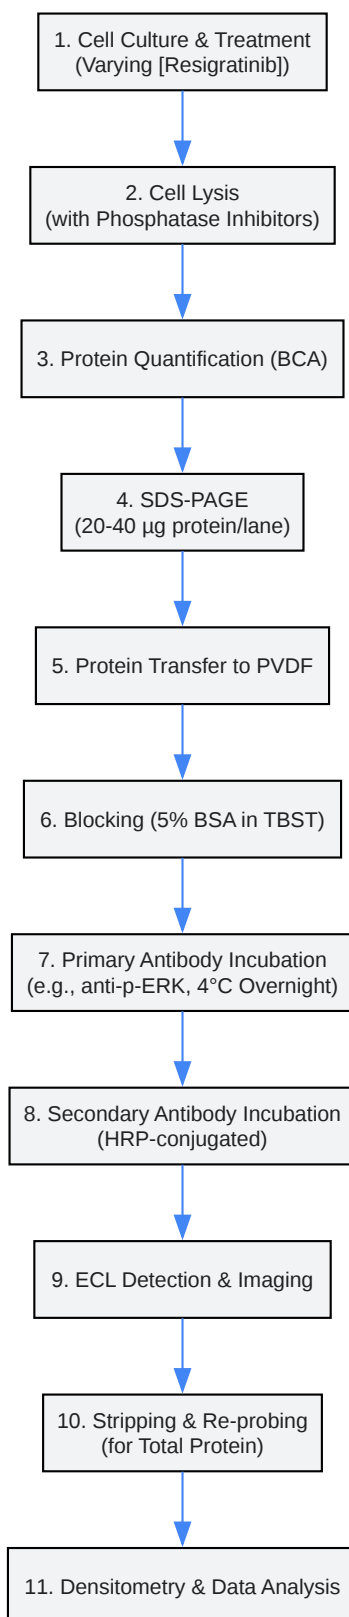 1. Cell Culture & Treatment
(Varying [Resigratinib])
2. Cell Lysis
(with Phosphatase Inhibitors)
3. Protein Quantification (BCA)
4. SDS-PAGE
(20-40 µg protein/lane)
5. Protein Transfer to PVDF
6. Blocking (5% BSA in TBST)
7. Primary Antibody Incubation
(e.g., anti-p-ERK, 4°C Overnight)
8. Secondary Antibody Incubation
(HRP-conjugated)
9. ECL Detection & Imaging
10. Stripping & Re-probing
(for Total Protein)
11. Densitometry & Data Analysis